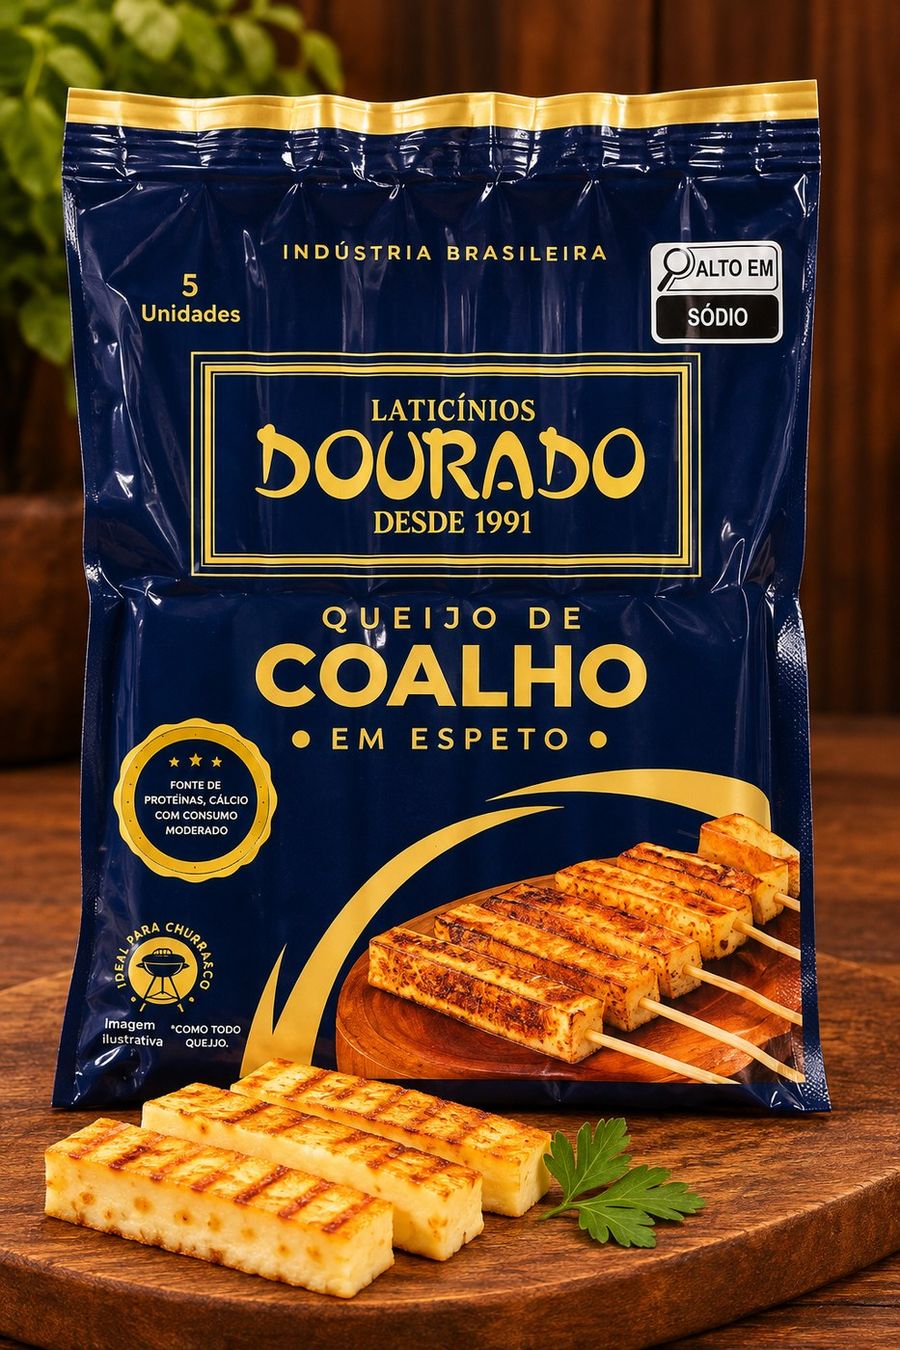 INDÚSTRIA BRASILEIRA
5
Unidades
ALTO EM
SÓDIO
LATICÍNIOS
DOURADO
DESDE 1991
QUEIJO DE
COALHO
• EM ESPETO •
FONTE DE
PROTEÍNAS, CÁLCIO
COM CONSUMO
MODERADO
IDEAL PARA CHURRASCO
Imagem
ilustrativa
*COMO TODO
QUEIJO.